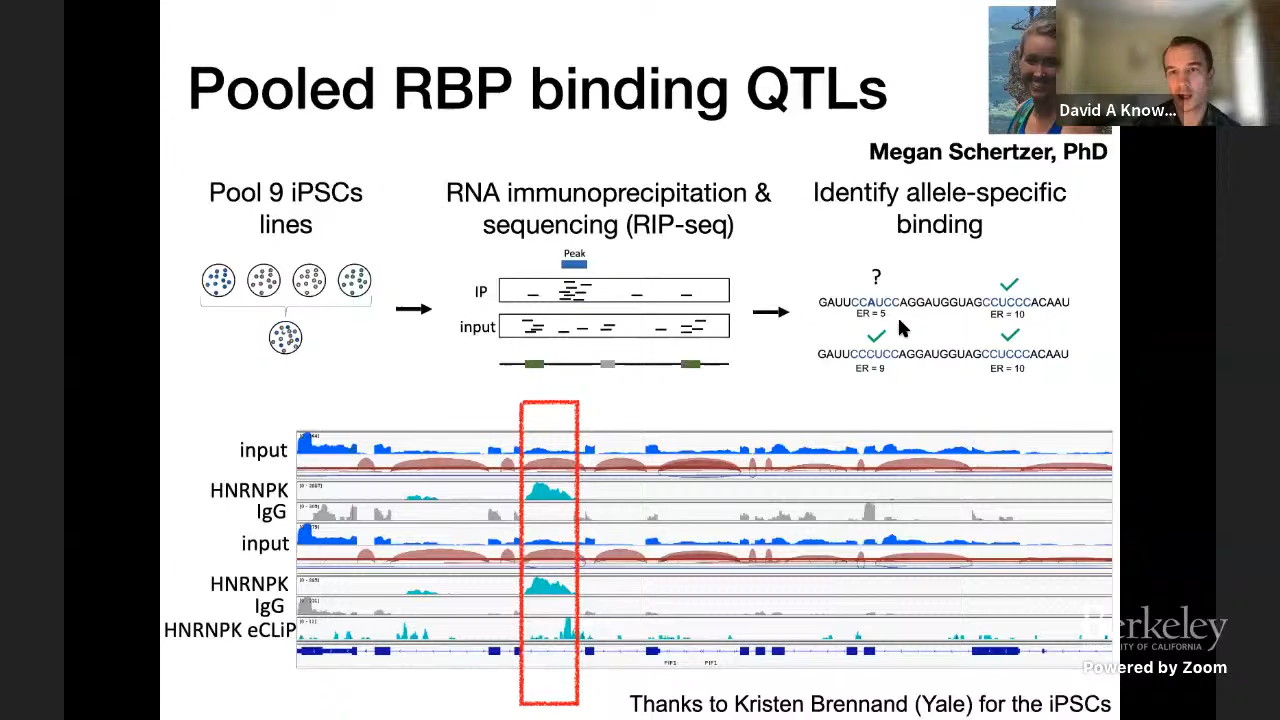 Pooled RBP binding QTLs
David A Know...
Megan Schertzer, PhD
Pool 9 iPSCs
lines
RNA immunoprecipitation &
sequencing (RIP-seq)
Identify allele-specific
binding
Peak
IP
input
?
GAUUCCAUCCAGGAUGGUAGCCUCCCACAAU
ER = 5
ER = 10
GAUUCCCUCCAGGAUGGUAGCCUCCCACAAU
ER = 9
ER = 10
input
HNRNPK
IgG
input
HNRNPK
IgG
HNRNPK eCLiP
PIF1
PIF1
Berkeley
UNIVERSITY OF CALIFORNIA
Powered by Zoom
Thanks to Kristen Brennand (Yale) for the iPSCs